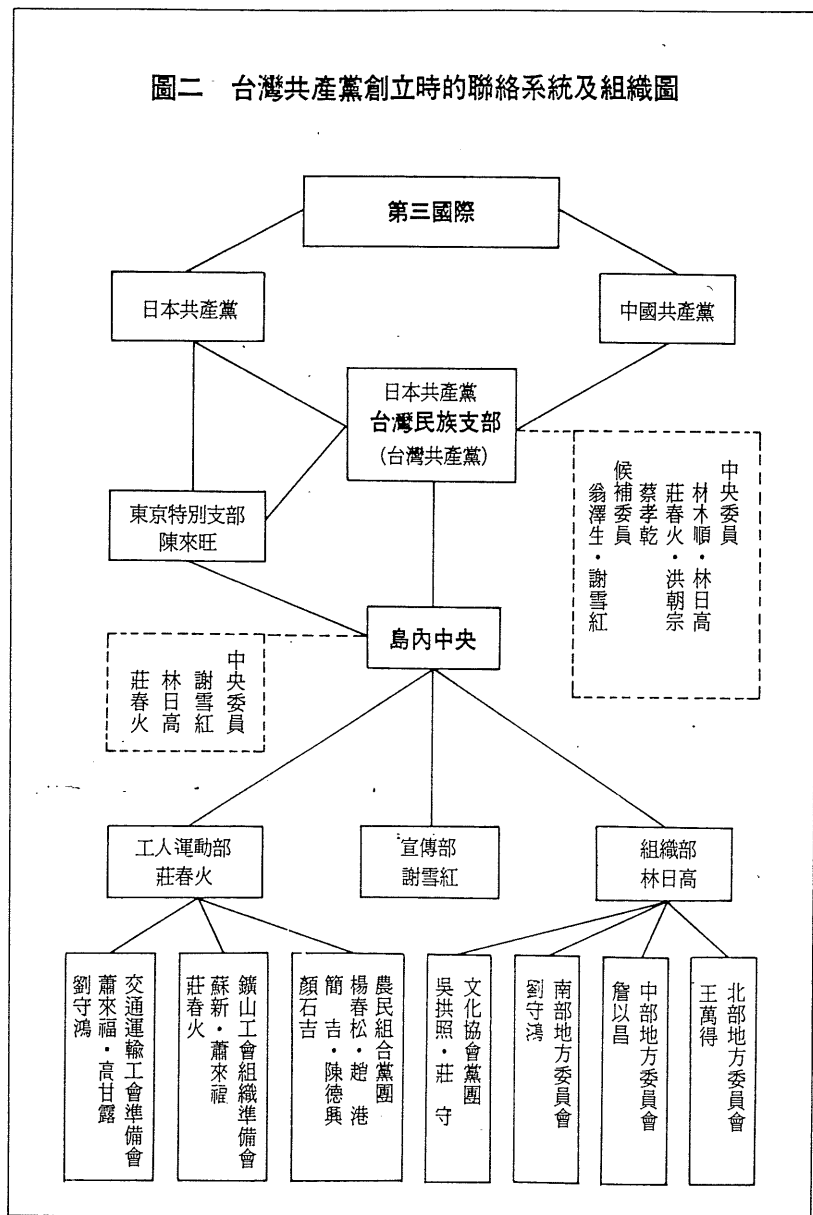 圖二　台灣共產黨創立時的聯絡系統及組織圖
第三國際
日本共產黨
中國共產黨
日本共產黨
台灣民族支部
(台灣共產黨)
中央委員
林木順・林日高
莊春火・洪朝宗
蔡孝乾
候補委員
翁澤生・謝雪紅
東京特別支部
陳來旺
島內中央
中央委員
謝雪紅
林日高
莊春火
工人運動部
莊春火
宣傳部
謝雪紅
組織部
林日高
北部地方委員會
王萬得
中部地方委員會
詹以昌
南部地方委員會
劉守鴻
文化協會黨團
吳拱照・莊　守
農民組合黨團
楊春松・趙　港
簡　吉・陳德興
顏石吉
鑛山工會組織準備會
蘇新・蕭來福
莊春火
交通運輸工會準備會
蕭來福・高甘露
劉守鴻